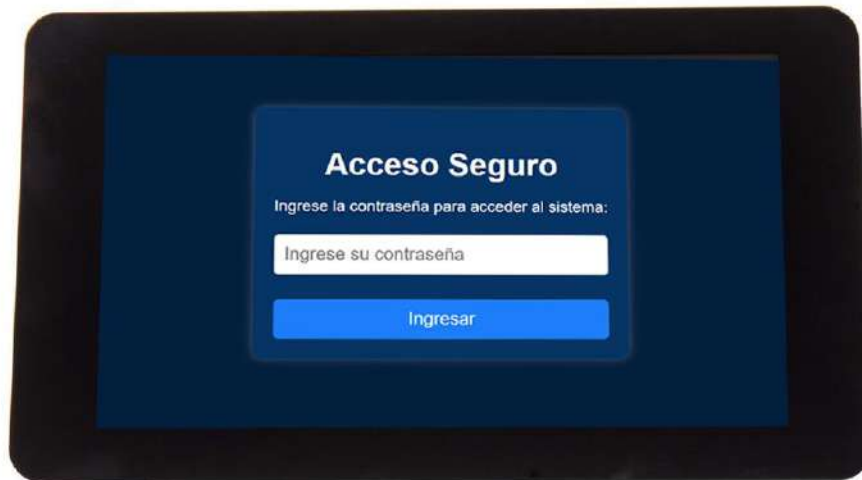 Acceso Seguro
Ingrese la contraseña para acceder al sistema:
Ingrese su contraseña
Ingresar